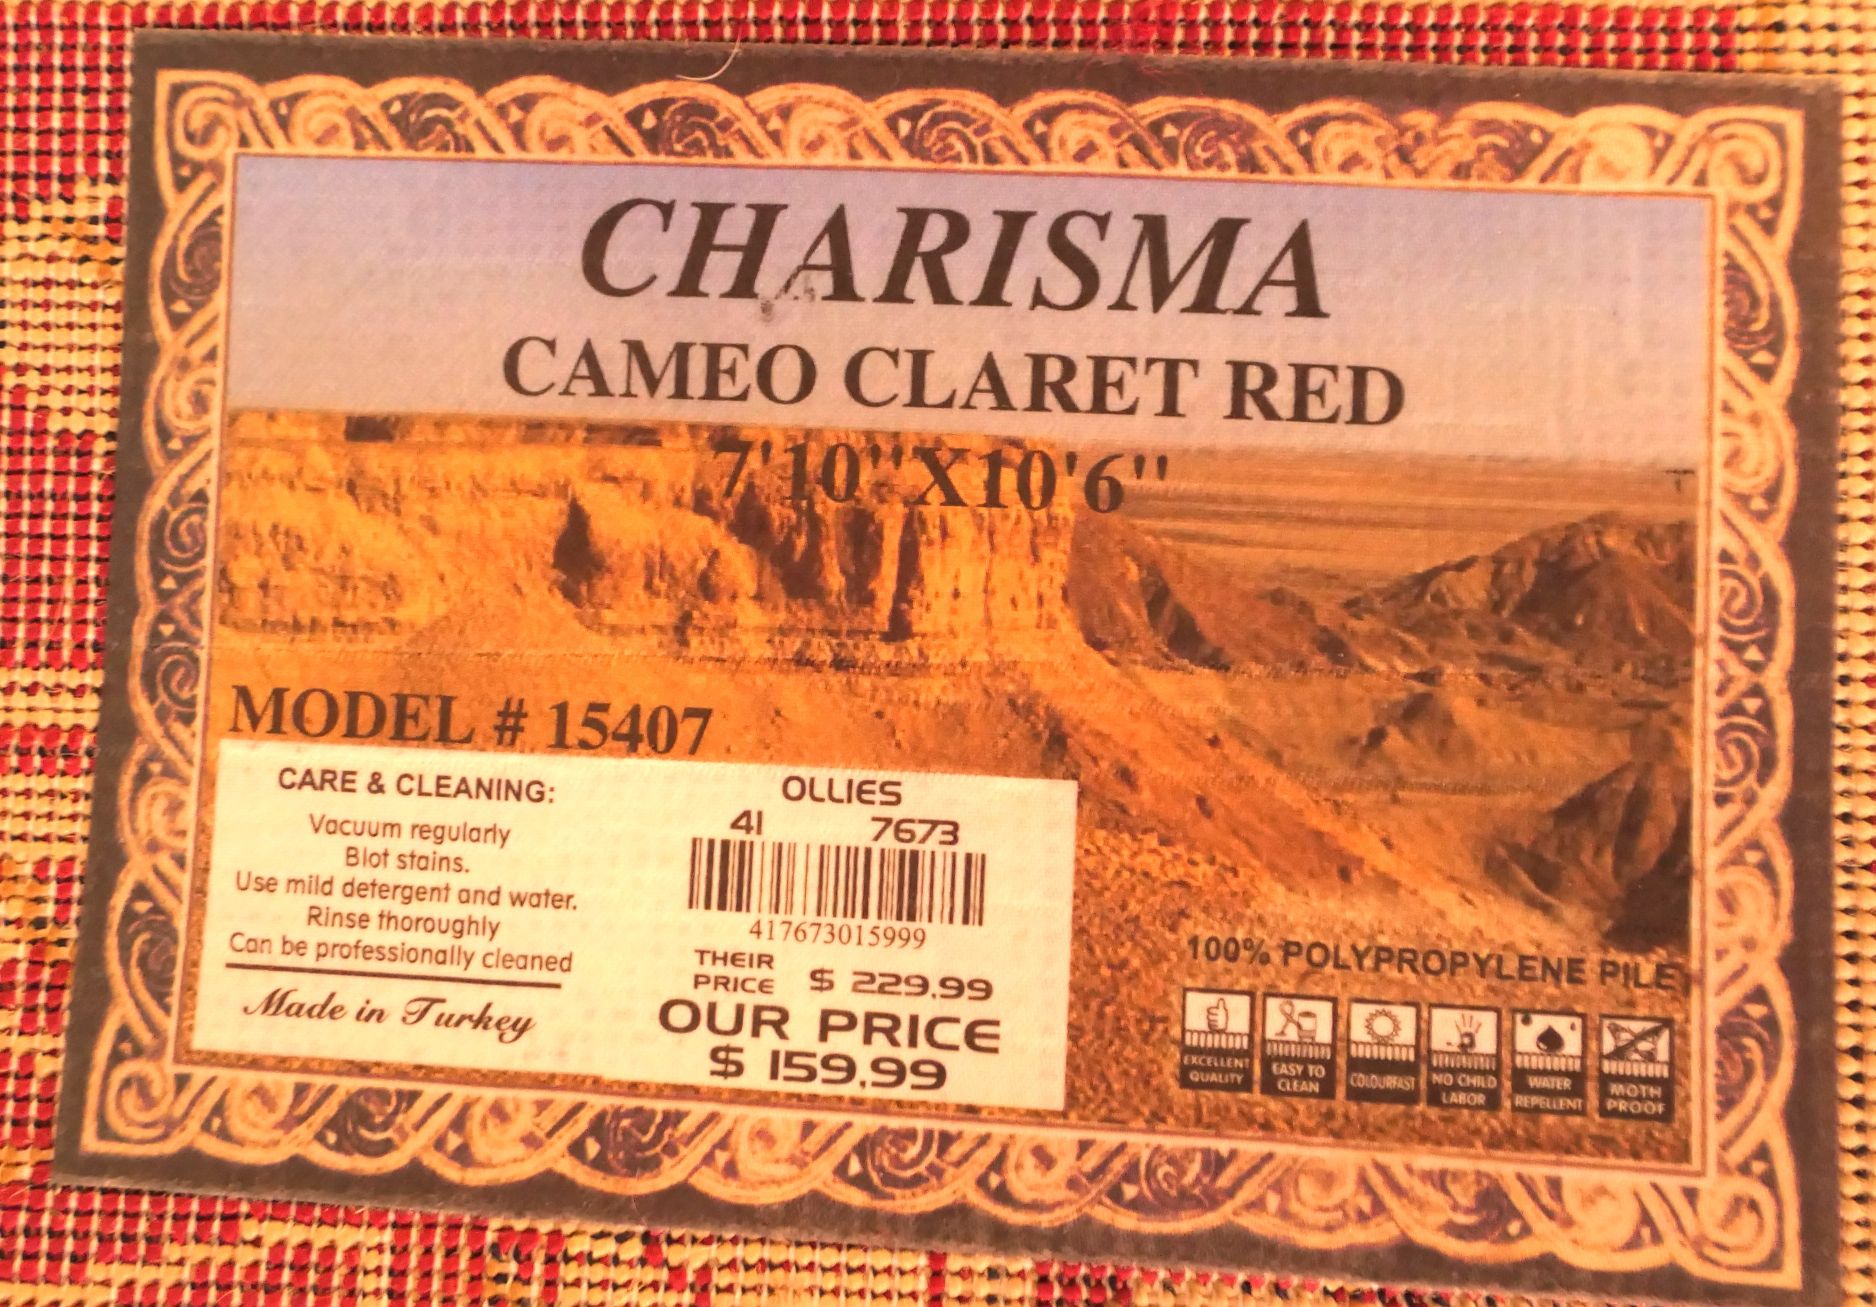 CHARISMA
CAMEO CLARET RED
7'10''X10'6''
MODEL # 15407
CARE & CLEANING:
Vacuum regularly
Blot stains.
Use mild detergent and water.
Rinse thoroughly
Can be professionally cleaned
Made in Turkey
OLLIES
41 7673
417673015999
THEIR
PRICE $ 229.99
OUR PRICE
$ 159.99
100% POLYPROPYLENE PILE
EXCELLENT
QUALITY
EASY TO
CLEAN
COLOURFAST
NO CHILD
LABOR
WATER
REPELLENT
MOTH
PROOF